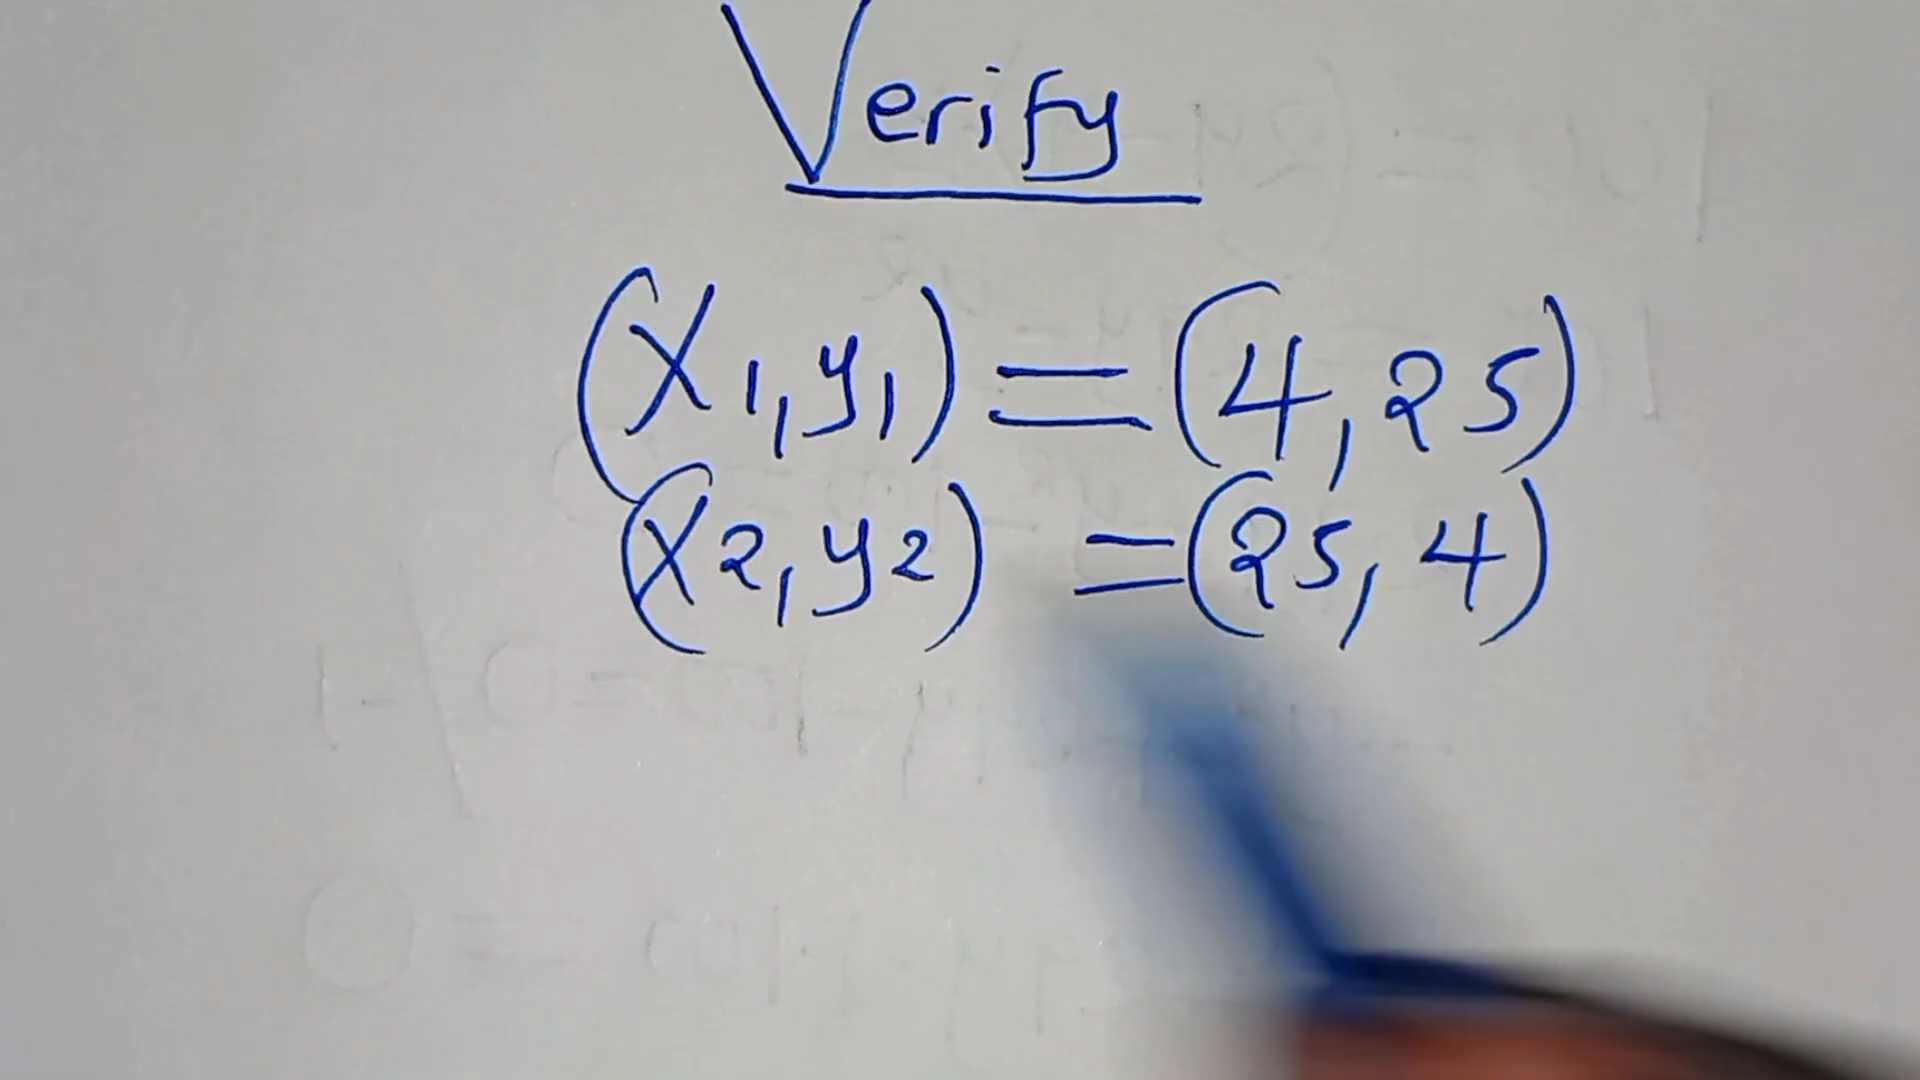 Verify
(x1,y1) = (4,25)
(x2,y2) = (25,4)